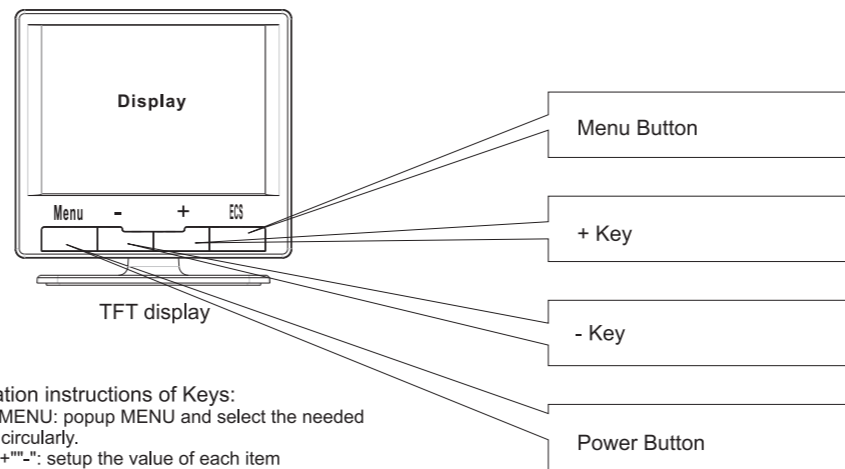 Display
Menu - + ECS
TFT display
Menu Button
+ Key
- Key
Power Button
ation instructions of Keys:
MENU: popup MENU and select the needed
circularly.
+""-": setup the value of each item